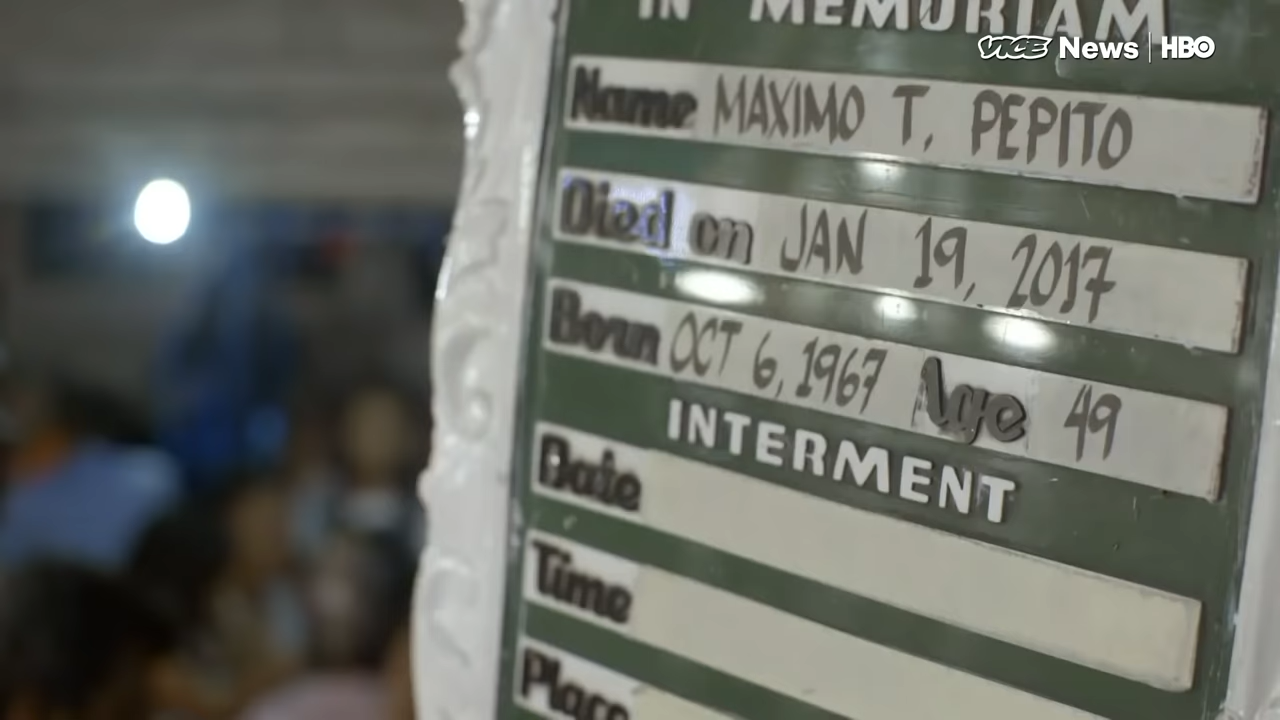 IN MEMORIAM
VICE News | HBO
Name MAXIMO T. PEPITO
Died on JAN 19, 2017
Born OCT 6, 1967 Age 49
INTERMENT
Date
Time
Place